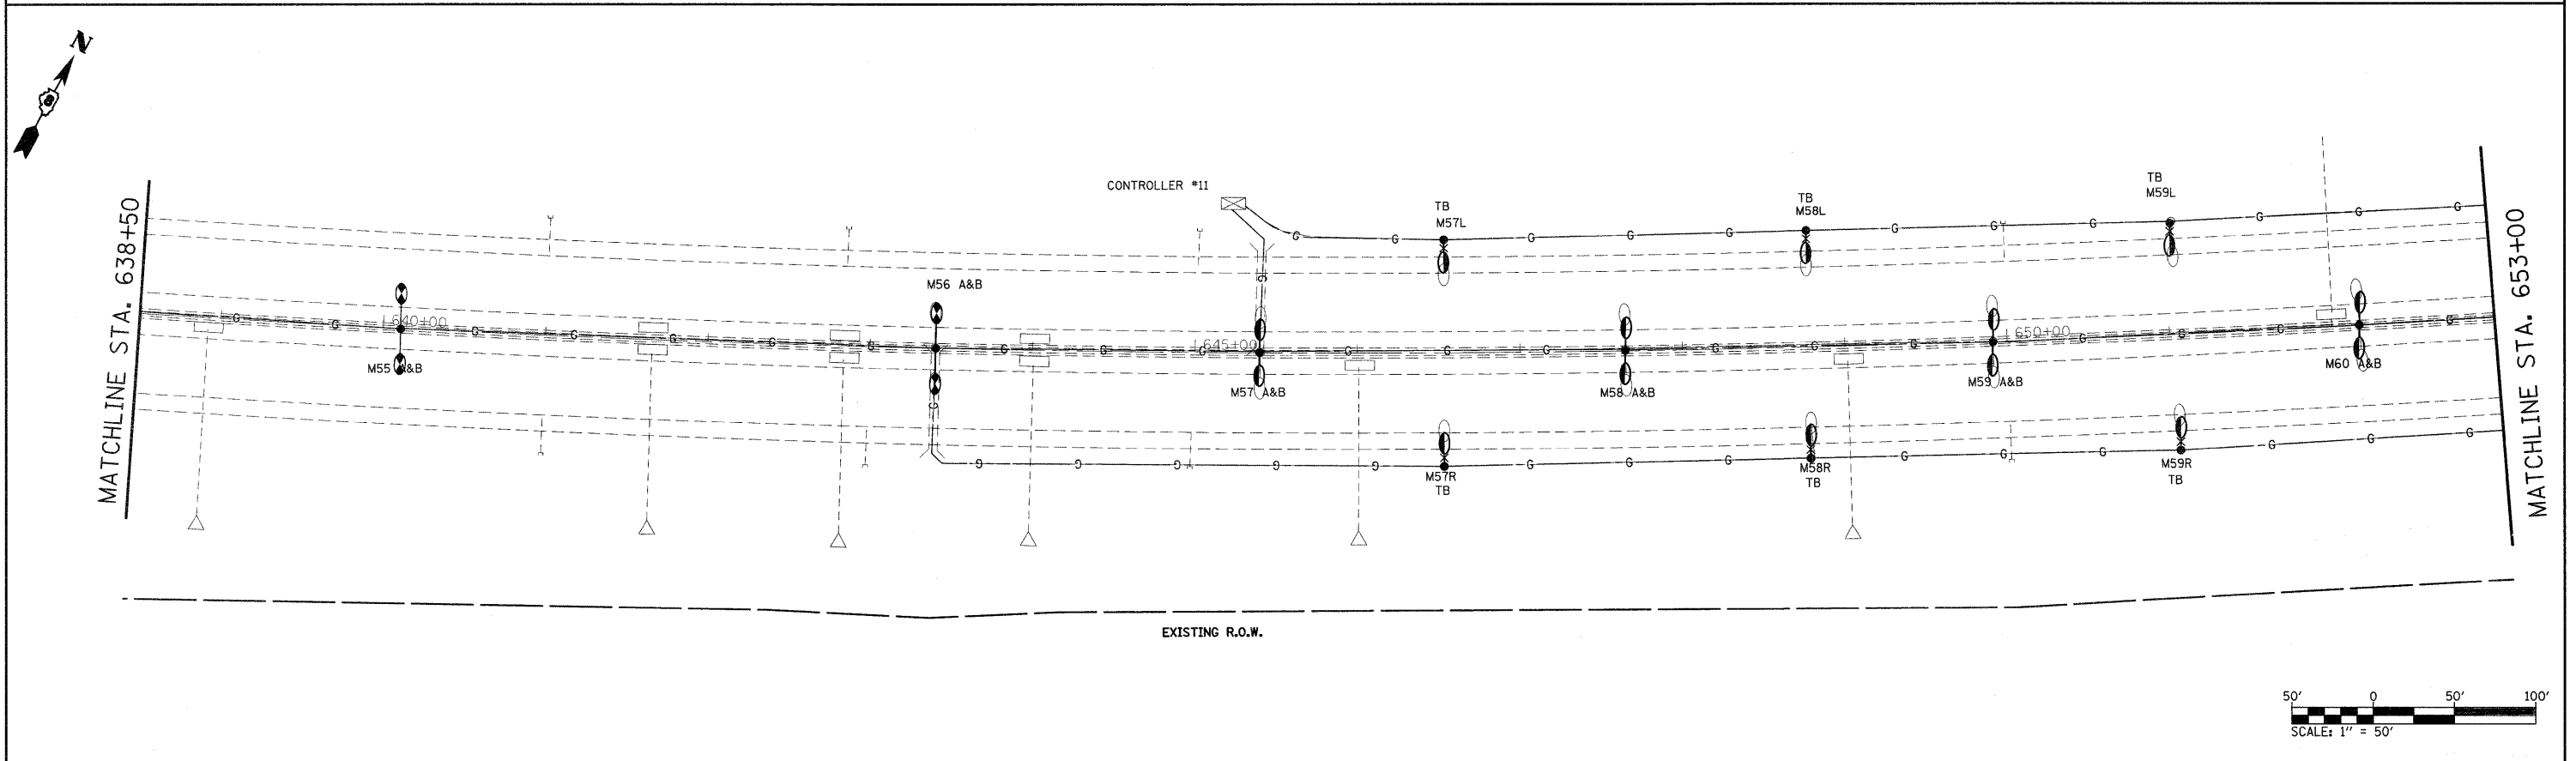 N
CONTROLLER #11
TB
M57L
TB
M58L
TB
M59L
MATCHLINE STA. 638+50
MATCHLINE STA. 653+00
M56 A&B
640+00
645+00
650+00
M55 A&B
M57 A&B
M58 A&B
M59 A&B
M60 A&B
G G G G G G G G G G
M57R
TB
M58R
TB
M59R
TB
EXISTING R.O.W.
50' 0 50' 100'
SCALE: 1" = 50'